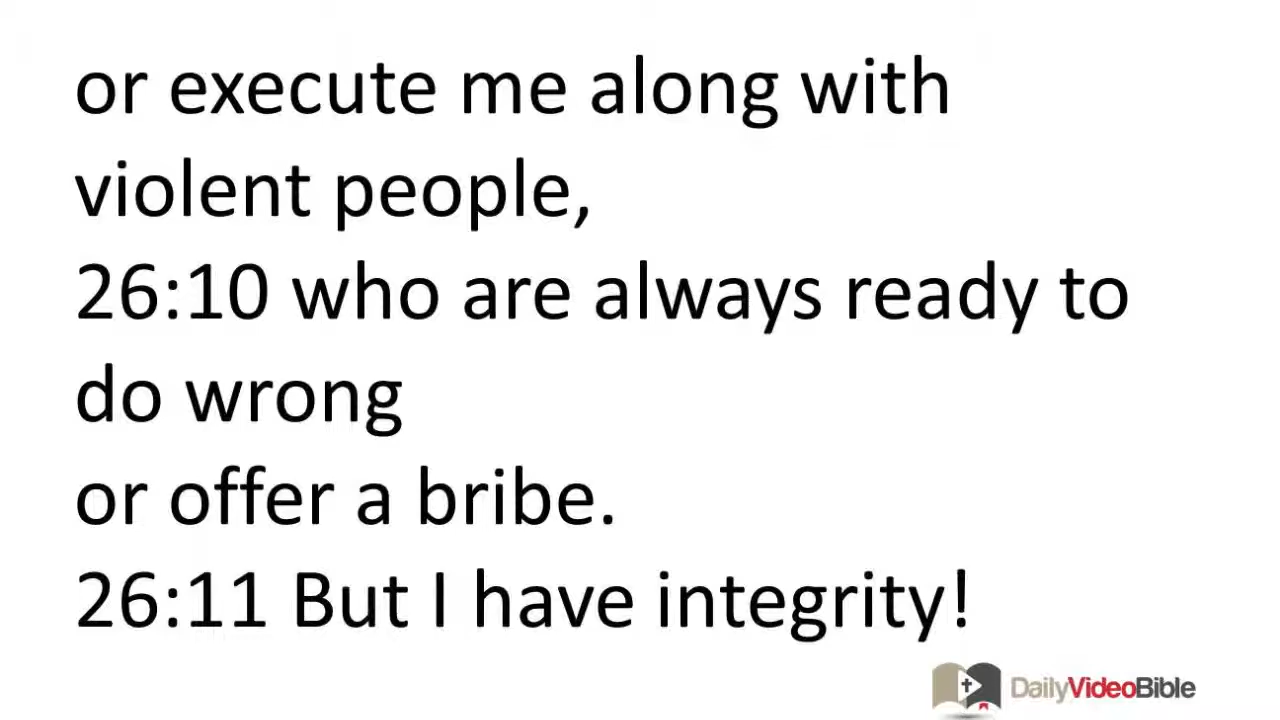 or execute me along with
violent people,
26:10 who are always ready to
do wrong
or offer a bribe.
26:11 But I have integrity!
DailyVideoBible